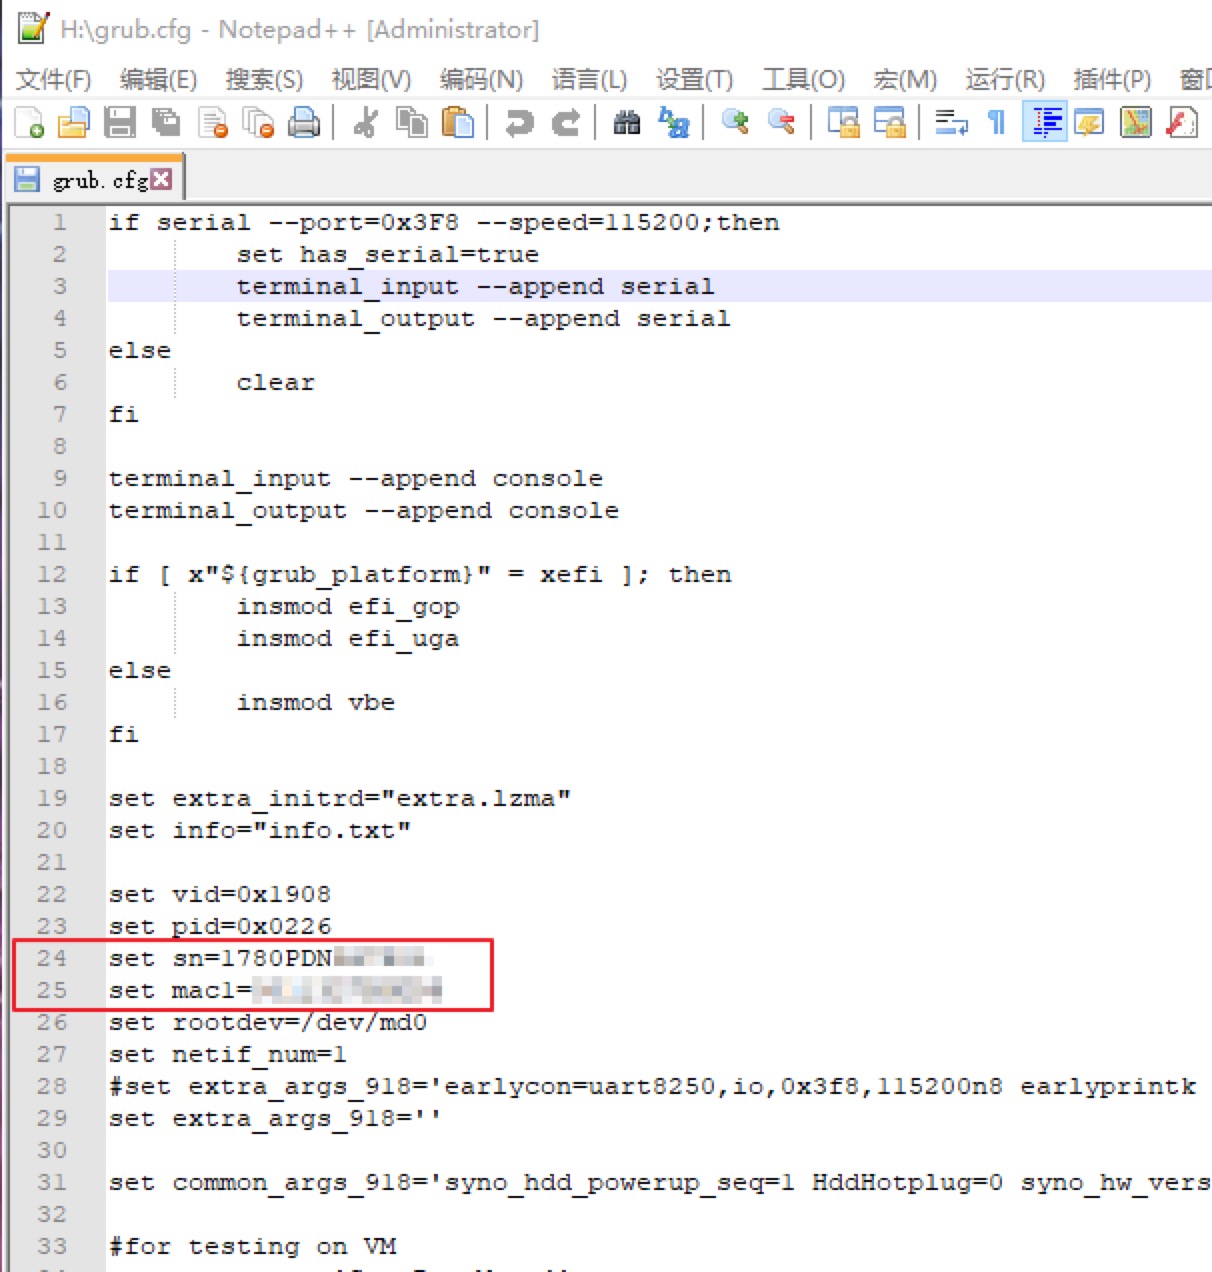 H:\grub.cfg - Notepad++ [Administrator]
文件(F) 编辑(E) 搜索(S) 视图(V) 编码(N) 语言(L) 设置(T) 工具(O) 宏(M) 运行(R) 插件(P) 窗口
grub.cfg
1 if serial --port=0x3F8 --speed=115200;then
2 set has_serial=true
3 terminal_input --append serial
4 terminal_output --append serial
5 else
6 clear
7 fi
8
9 terminal_input --append console
10 terminal_output --append console
11
12 if [ x"${grub_platform}" = xefi ]; then
13 insmod efi_gop
14 insmod efi_uga
15 else
16 insmod vbe
17 fi
18
19 set extra_initrd="extra.lzma"
20 set info="info.txt"
21
22 set vid=0x1908
23 set pid=0x0226
24 set sn=1780PDN
25 set mac1=
26 set rootdev=/dev/md0
27 set netif_num=1
28 #set extra_args_918='earlycon=uart8250,io,0x3f8,115200n8 earlyprintk
29 set extra_args_918=''
30
31 set common_args_918='syno_hdd_powerup_seq=1 HddHotplug=0 syno_hw_vers
32
33 #for testing on VM